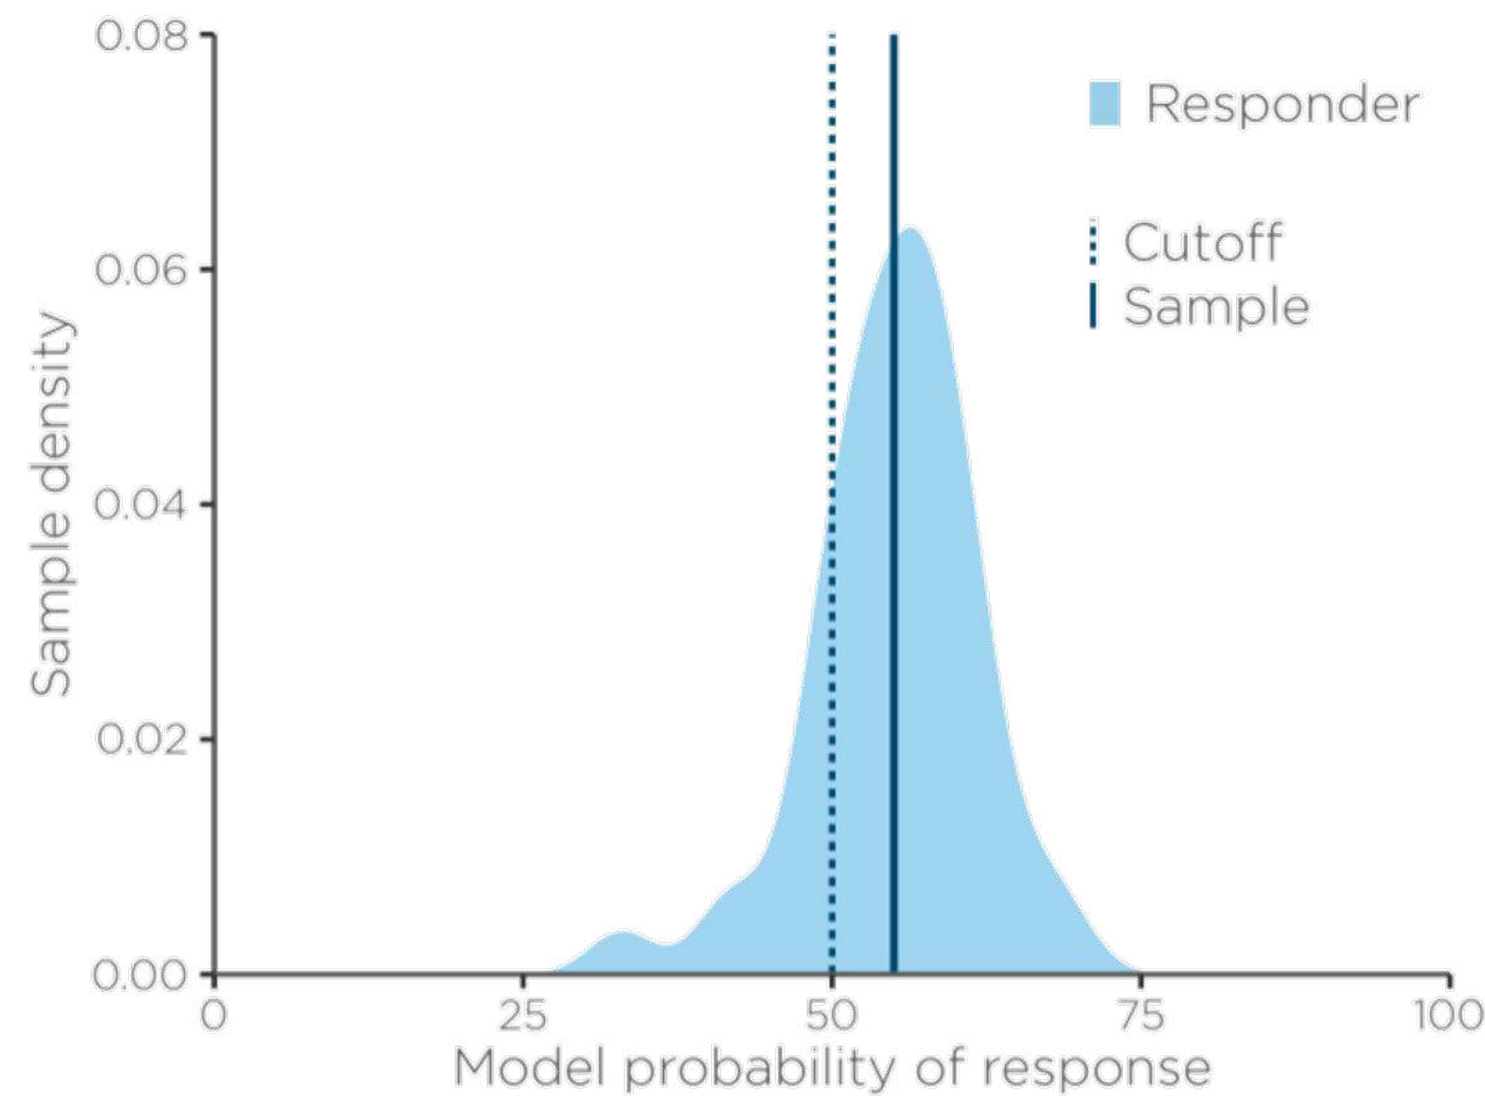 0.08
Responder
Cutoff
Sample
0.06
0.04
0.02
0.00
Sample density
0 25 50 75 100
Model probability of response